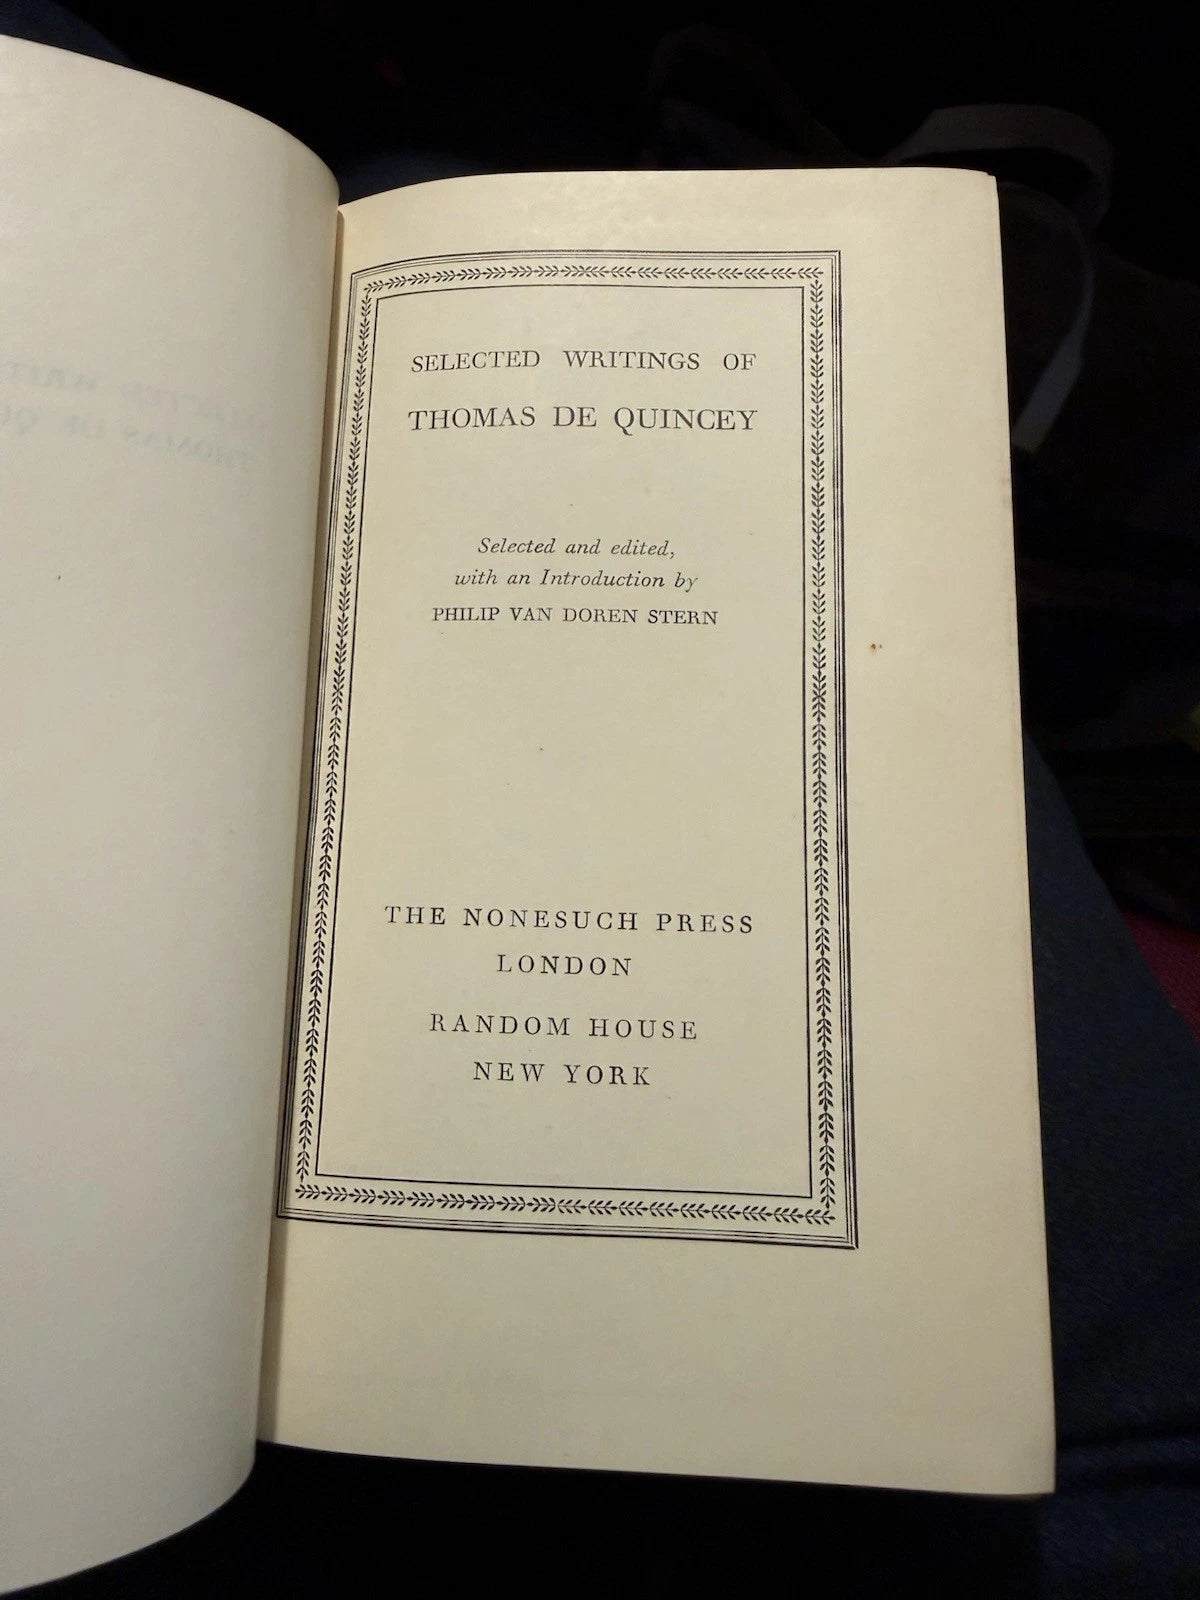 SELECTED WRITINGS OF
THOMAS DE QUINCEY
Selected and edited,
with an Introduction by
PHILIP VAN DOREN STERN
THE NONESUCH PRESS
LONDON
RANDOM HOUSE
NEW YORK